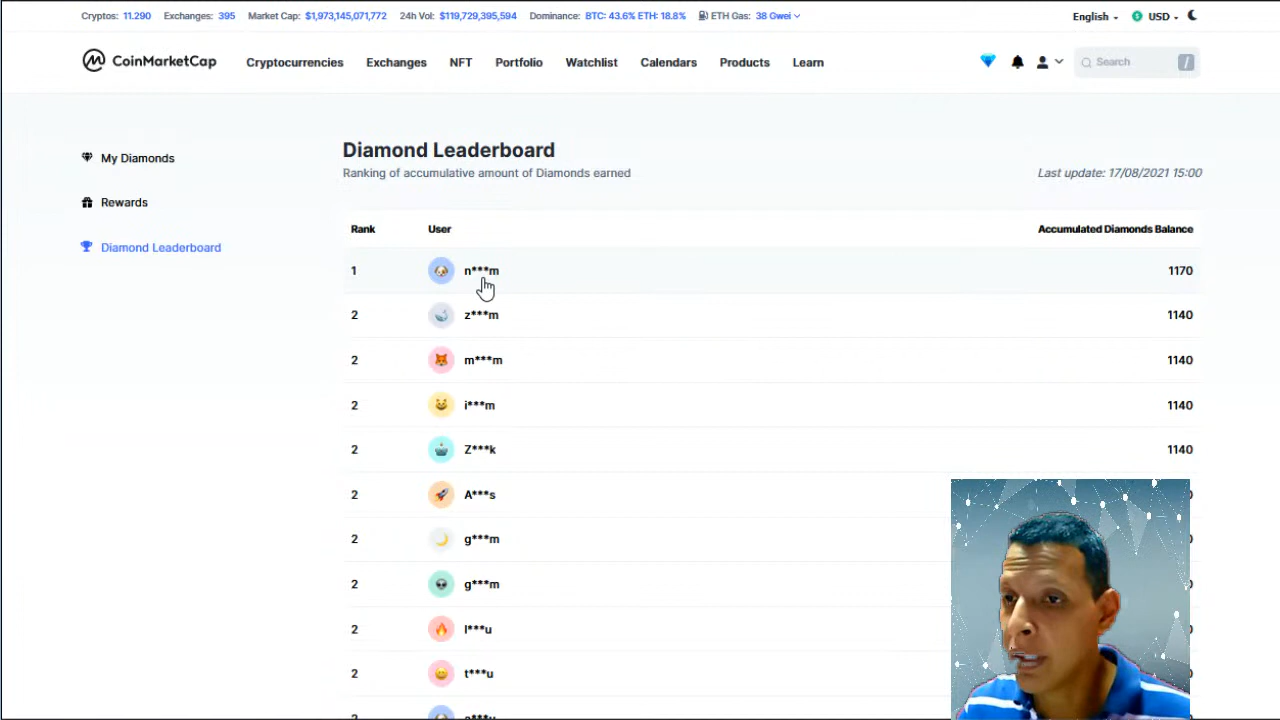 Cryptos: 11.290 Exchanges: 395 Market Cap: $1,973,145,071,772 24h Vol: $119,729,395,594 Dominance: BTC: 43.6% ETH: 18.8% ETH Gas: 38 Gwei English USD
CoinMarketCap Cryptocurrencies Exchanges NFT Portfolio Watchlist Calendars Products Learn Search /
My Diamonds
Rewards
Diamond Leaderboard
Diamond Leaderboard
Ranking of accumulative amount of Diamonds earned
Last update: 17/08/2021 15:00
Rank User Accumulated Diamonds Balance
1 n***m 1170
2 z***m 1140
2 m***m 1140
2 i***m 1140
2 Z***k 1140
2 A***s
2 g***m
2 g***m
2 l***u
2 t***u
2